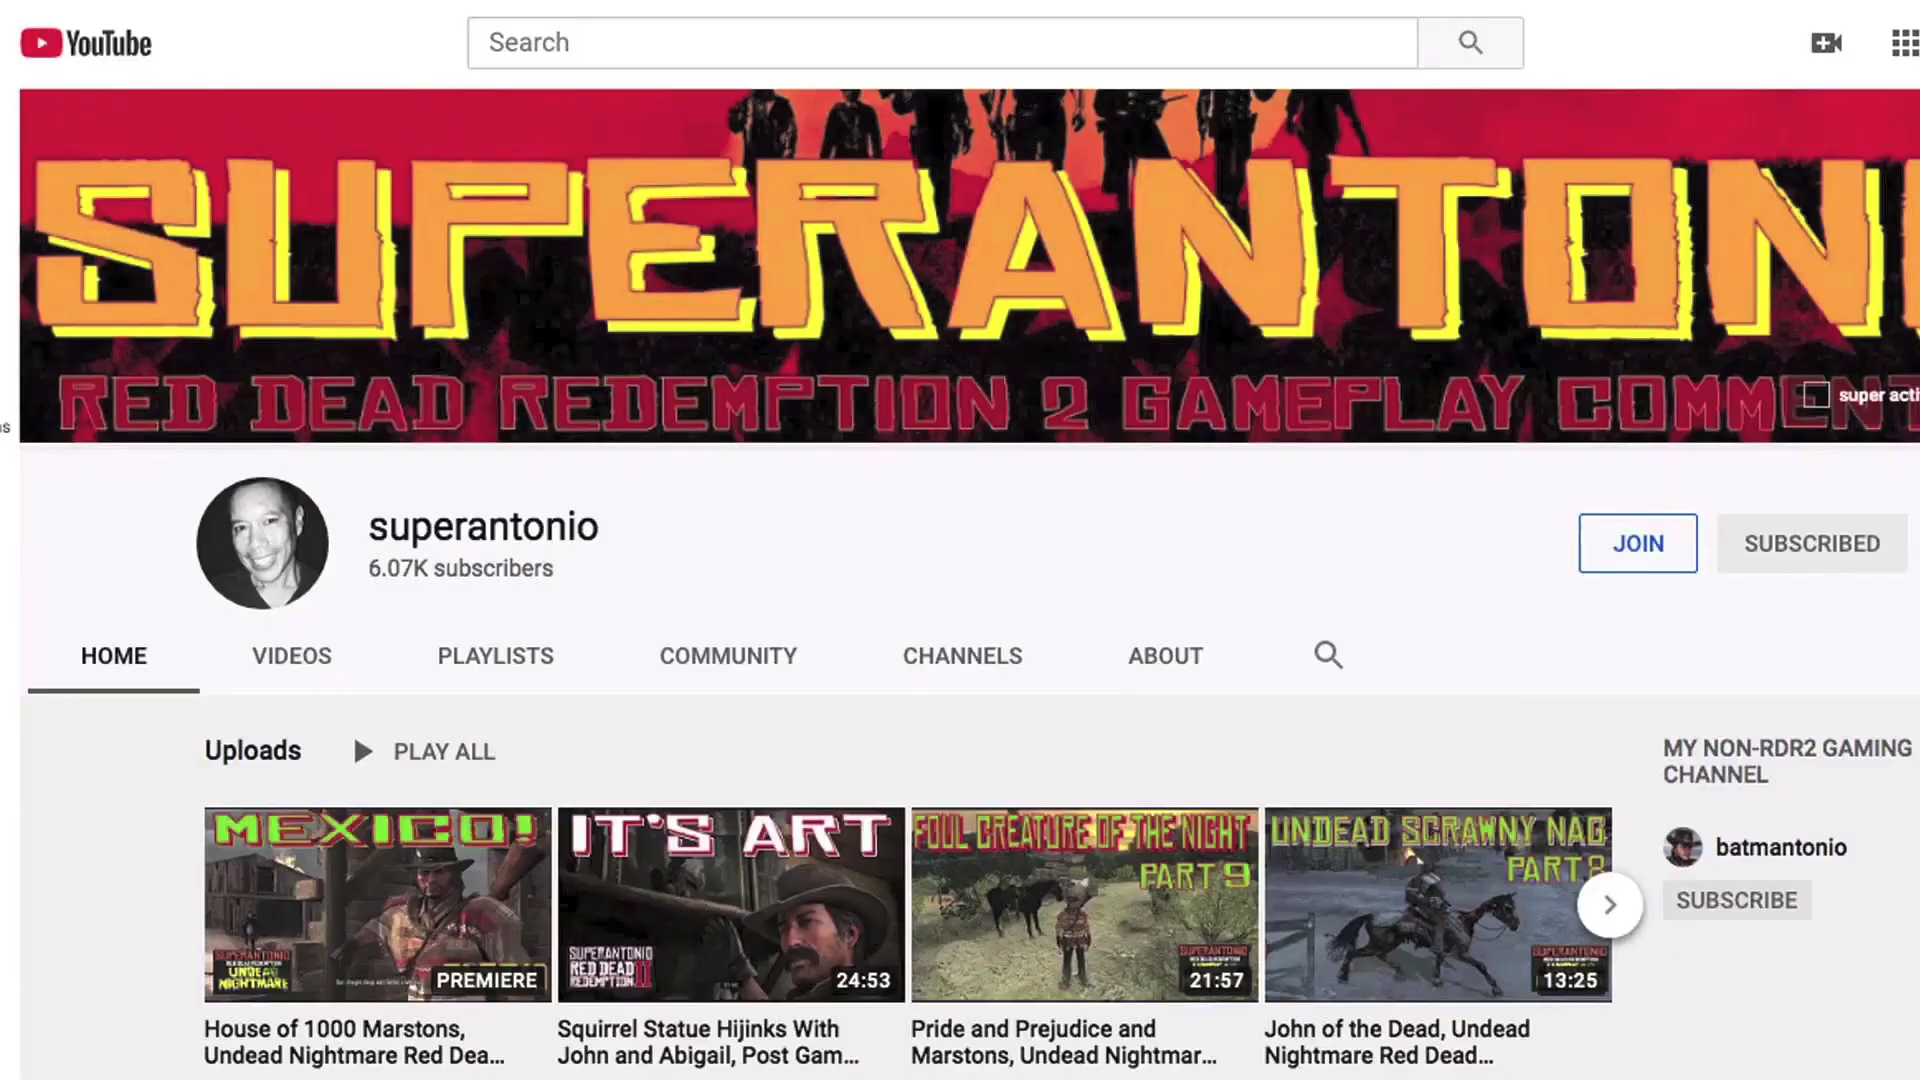 YouTube
Search
SUPERANTONI
RED DEAD REDEMPTION 2 GAMEPLAY COMMENT
super acti
superantonio
6.07K subscribers
JOIN
SUBSCRIBED
HOME
VIDEOS
PLAYLISTS
COMMUNITY
CHANNELS
ABOUT
Uploads
PLAY ALL
MY NON-RDR2 GAMING
CHANNEL
batmantonio
SUBSCRIBE
MEXICO!
SUPERANTONIO
UNDEAD
NIGHTMARE
PREMIERE
IT'S ART
SUPERANTONIO
RED DEAD
REDEMPTION II
24:53
FOUL CREATURE OF THE NIGHT
PART 9
SUPERANTONIO
21:57
UNDEAD SCRAWNY NAG
PART 8
SUPERANTONIO
13:25
House of 1000 Marstons,
Undead Nightmare Red Dea...
Squirrel Statue Hijinks With
John and Abigail, Post Gam...
Pride and Prejudice and
Marstons, Undead Nightmar...
John of the Dead, Undead
Nightmare Red Dead...